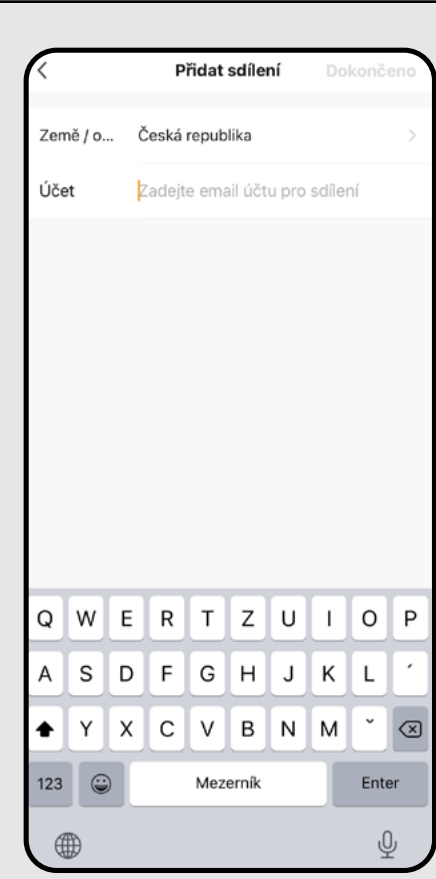 Přidat sdílení Dokončeno
Země / o... Česká republika
Účet Zadejte email účtu pro sdílení
Q W E R T Z U I O P
A S D F G H J K L ´
Y X C V B N M ˇ
123 Mezerník Enter